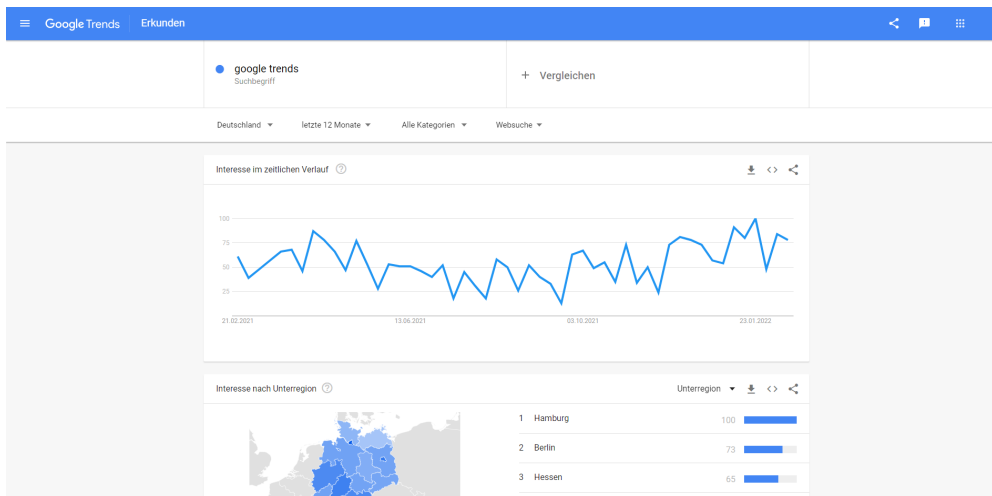 Google Trends Erkunden
google trends
Suchbegriff
+ Vergleichen
Deutschland letzte 12 Monate Alle Kategorien Websuche
Interesse im zeitlichen Verlauf
100
75
50
25
21.02.2021 13.06.2021 03.10.2021 23.01.2022
Interesse nach Unterregion Unterregion
1 Hamburg 100
2 Berlin 73
3 Hessen 65